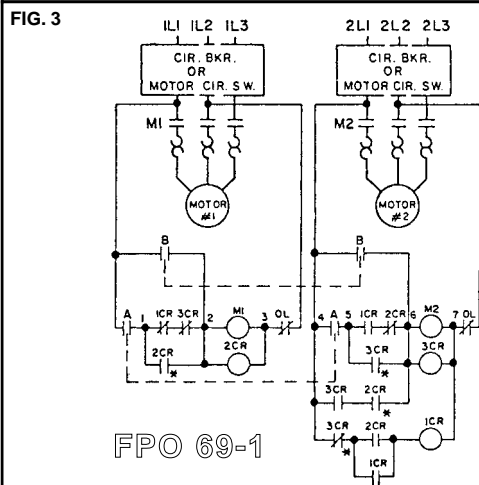 FIG. 3
1L1 1L2 1L3
2L1 2L2 2L3
CIR. BKR.
OR
MOTOR CIR. SW.
CIR. BKR.
OR
MOTOR CIR. SW.
M1
M2
MOTOR
#1
MOTOR
#2
B
B
A 1 1CR 3CR 2 M1 3 OL
4 A 5 1CR 2CR 6 M2 7 OL
2CR * 2CR
3CR * 3CR
3CR 2CR *
3CR * 2CR 1CR
1CR
FPO 69-1